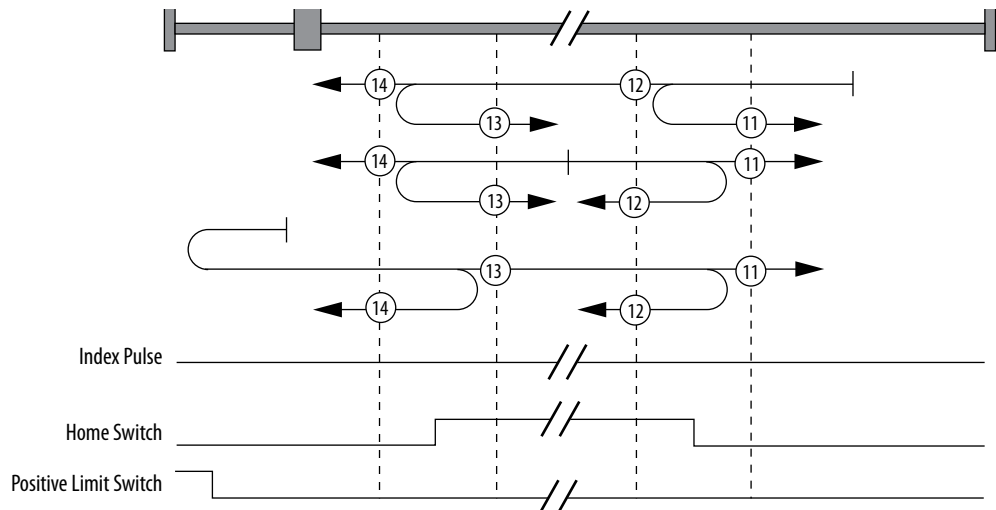 14 12
13 11
14 11
13 12
13 11
14 12
Index Pulse
Home Switch
Positive Limit Switch